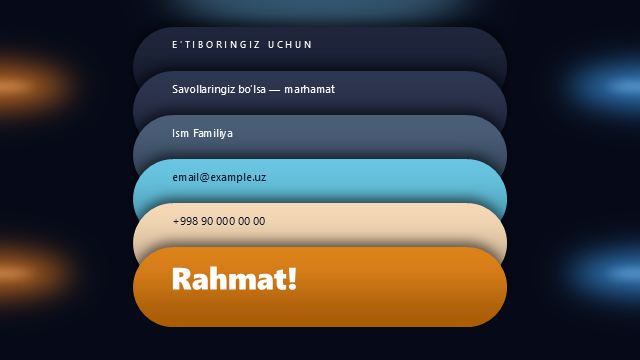 E'TIBORINGIZ UCHUN
Savollaringiz bo'lsa — marhamat
Ism Familiya
email@example.uz
+998 90 000 00 00
Rahmat!